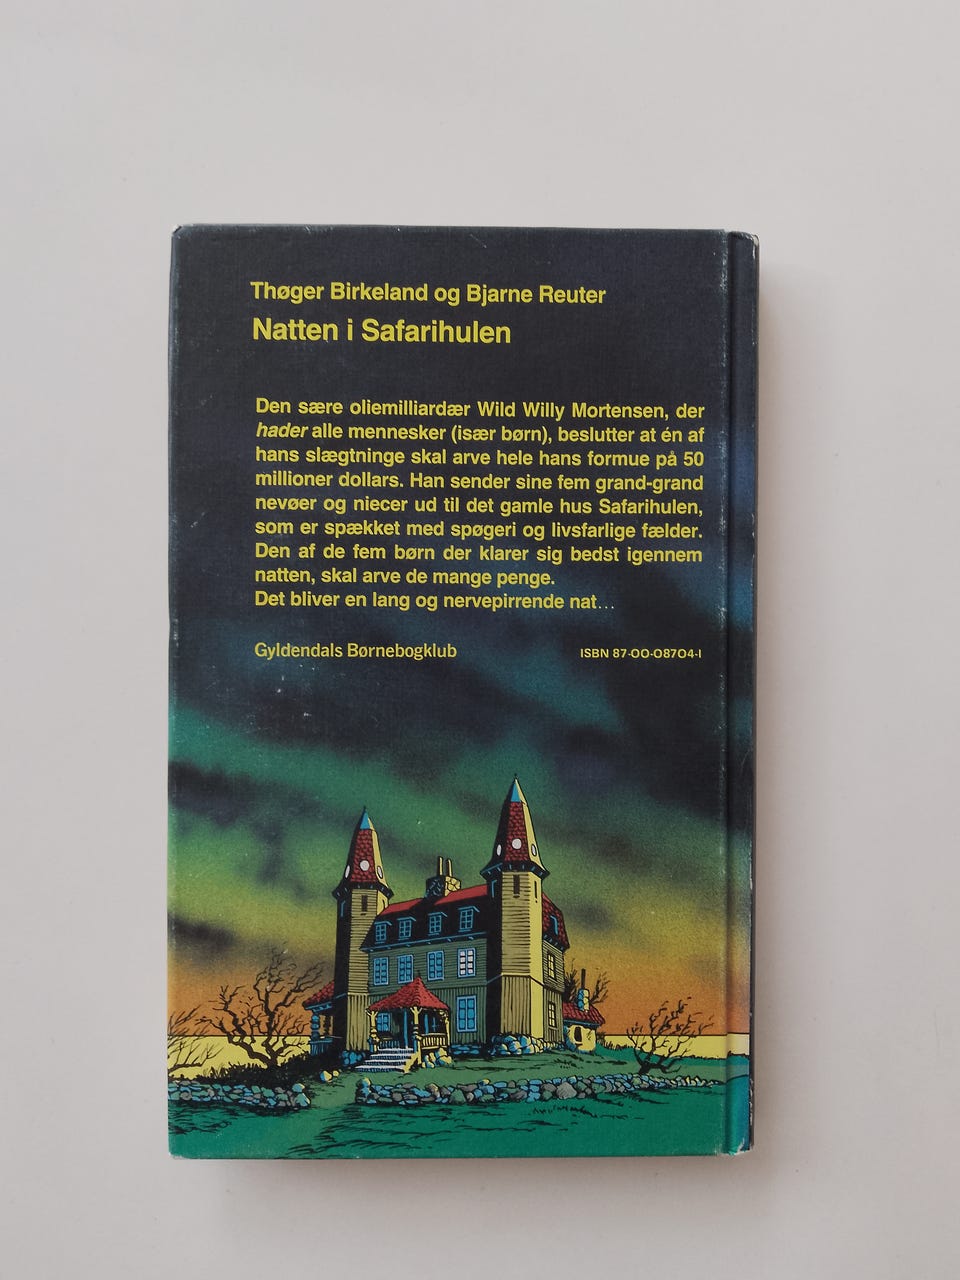 Thøger Birkeland og Bjarne Reuter
Natten i Safarihulen
Den sære oliemilliardær Wild Willy Mortensen, der
hader alle mennesker (især børn), beslutter at én af
hans slægtninge skal arve hele hans formue på 50
millioner dollars. Han sender sine fem grand-grand
nevøer og niecer ud til det gamle hus Safarihulen,
som er spækket med spøgeri og livsfarlige fælder.
Den af de fem børn der klarer sig bedst igennem
natten, skal arve de mange penge.
Det bliver en lang og nervepirrende nat...
Gyldendals Børnebogklub
ISBN 87-00-08704-1